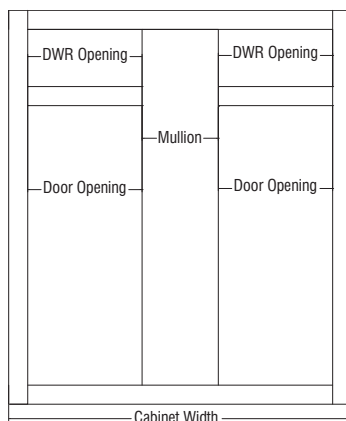 DWR Opening
DWR Opening
Mullion
Door Opening
Door Opening
Cabinet Width